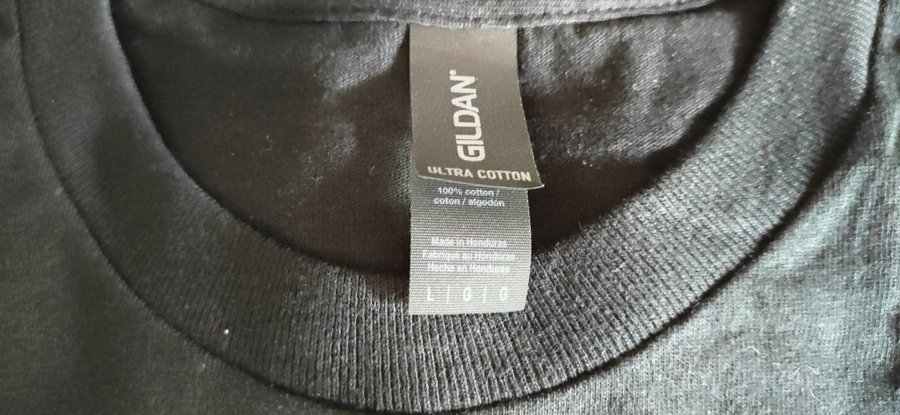 GILDAN®
ULTRA COTTON
100% cotton /
coton / algodón
Made in Honduras
Fabriqué au Honduras
Hecho en Honduras
L / G / G